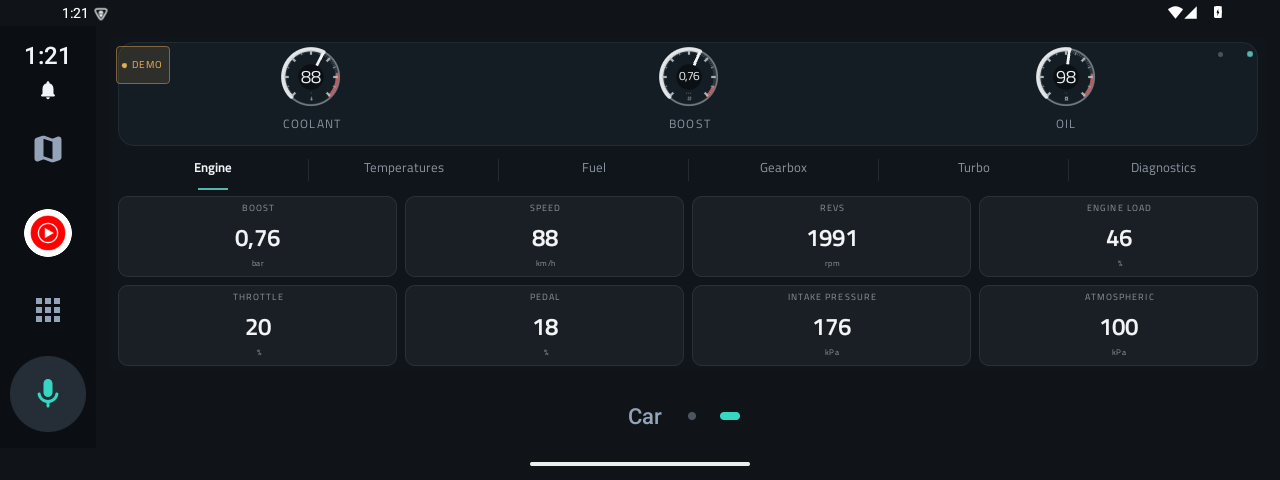 1:21
1:21
DEMO
88
0,76
98
COOLANT
BOOST
OIL
Engine
Temperatures
Fuel
Gearbox
Turbo
Diagnostics
BOOST
SPEED
REVS
ENGINE LOAD
0,76
88
1991
46
bar
km/h
rpm
%
THROTTLE
PEDAL
INTAKE PRESSURE
ATMOSPHERIC
20
18
176
100
%
%
kPa
kPa
Car